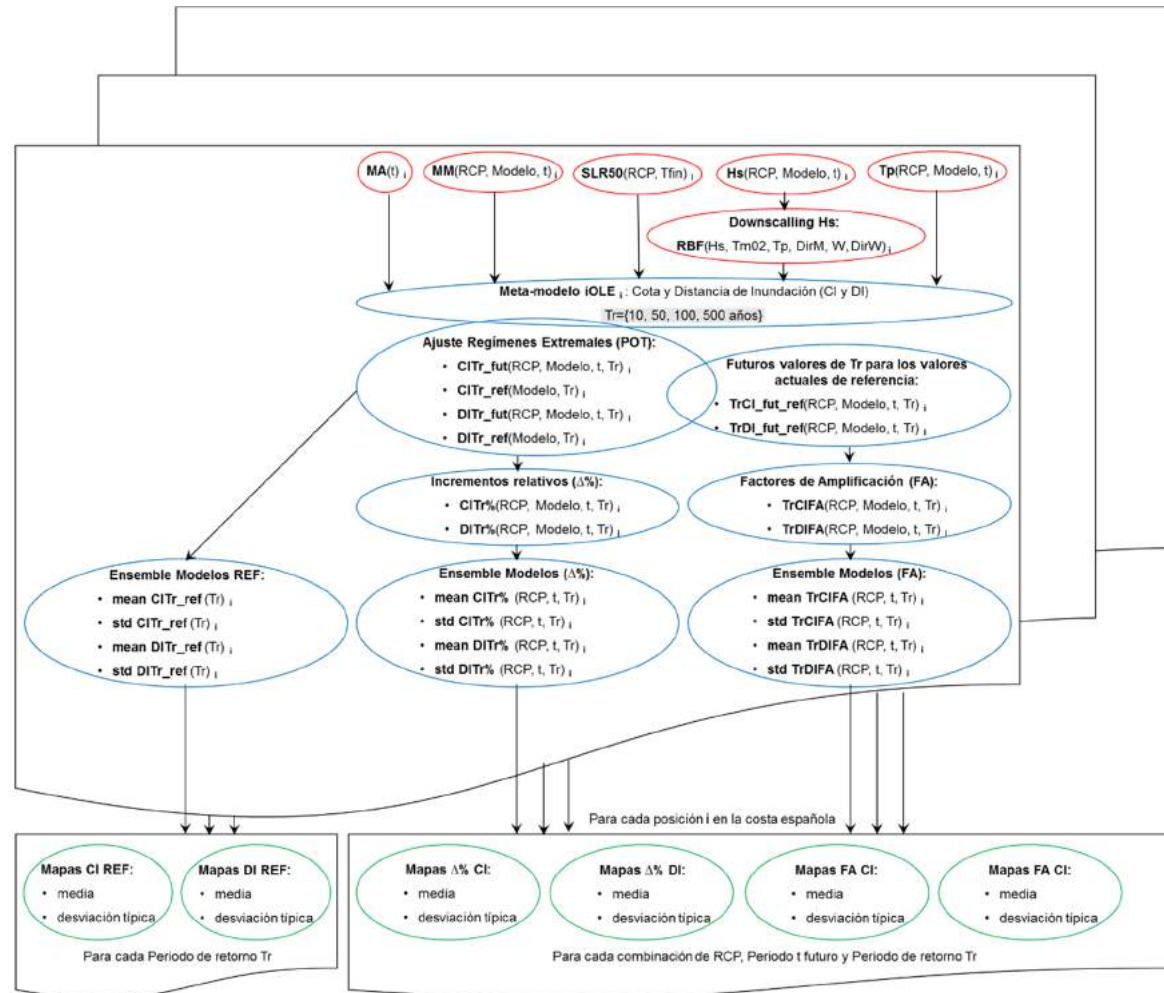 MA(t) i
MM(RCP, Modelo, t) i
SLR50(RCP, Tfin) i
Hs(RCP, Modelo, t) i
Tp(RCP, Modelo, t) i
Downscalling Hs:
RBF(Hs, Tm02, Tp, DirM, W, DirW) i
Meta-modelo iOLE i : Cota y Distancia de Inundación (CI y DI)
Tr={10, 50, 100, 500 años}
Ajuste Regímenes Extremales (POT):
• CITr_fut(RCP, Modelo, t, Tr) i
• CITr_ref(Modelo, Tr) i
• DITr_fut(RCP, Modelo, t, Tr) i
• DITr_ref(Modelo, Tr) i
Futuros valores de Tr para los valores
actuales de referencia:
• TrCI_fut_ref(RCP, Modelo, t, Tr) i
• TrDI_fut_ref(RCP, Modelo, t, Tr) i
Incrementos relativos (Δ%):
• CITr%(RCP, Modelo, t, Tr) i
• DITr%(RCP, Modelo, t, Tr) i
Factores de Amplificación (FA):
• TrCIFA(RCP, Modelo, t, Tr) i
• TrDIFA(RCP, Modelo, t, Tr) i
Ensemble Modelos REF:
• mean CITr_ref (Tr) i
• std CITr_ref (Tr) i
• mean DITr_ref (Tr) i
• std DITr_ref (Tr) i
Ensemble Modelos (Δ%):
• mean CITr% (RCP, t, Tr) i
• std CITr% (RCP, t, Tr) i
• mean DITr% (RCP, t, Tr) i
• std DITr% (RCP, t, Tr) i
Ensemble Modelos (FA):
• mean TrCIFA (RCP, t, Tr) i
• std TrCIFA (RCP, t, Tr) i
• mean TrDIFA (RCP, t, Tr) i
• std TrDIFA (RCP, t, Tr) i
Para cada posición i en la costa española
Mapas CI REF:
• media
• desviación típica
Mapas DI REF:
• media
• desviación típica
Para cada Periodo de retorno Tr
Mapas Δ% CI:
• media
• desviación típica
Mapas Δ% DI:
• media
• desviación típica
Mapas FA CI:
• media
• desviación típica
Mapas FA CI:
• media
• desviación típica
Para cada combinación de RCP, Periodo t futuro y Periodo de retorno Tr